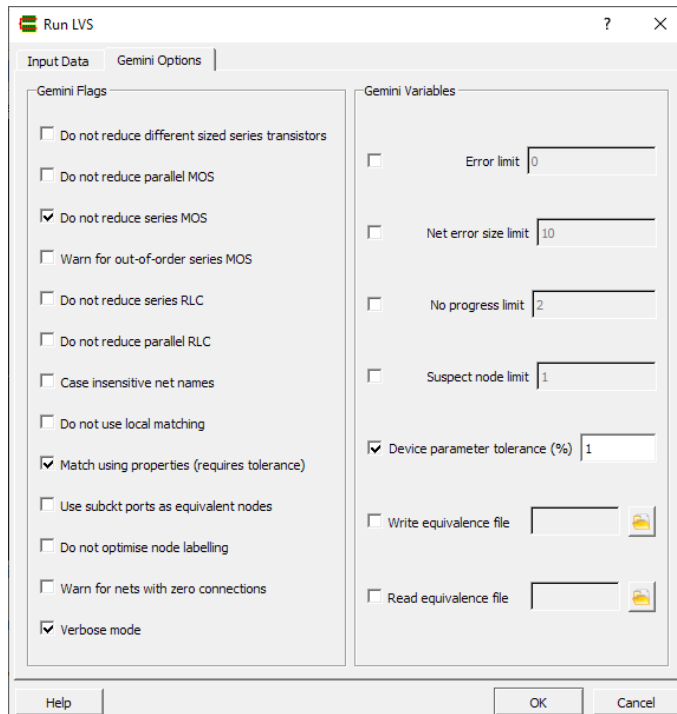 Run LVS
Input Data
Gemini Options
Gemini Flags
Do not reduce different sized series transistors
Do not reduce parallel MOS
Do not reduce series MOS
Warn for out-of-order series MOS
Do not reduce series RLC
Do not reduce parallel RLC
Case insensitive net names
Do not use local matching
Match using properties (requires tolerance)
Use subckt ports as equivalent nodes
Do not optimise node labelling
Warn for nets with zero connections
Verbose mode
Gemini Variables
Error limit 0
Net error size limit 10
No progress limit 2
Suspect node limit 1
Device parameter tolerance (%) 1
Write equivalence file
Read equivalence file
Help
OK
Cancel